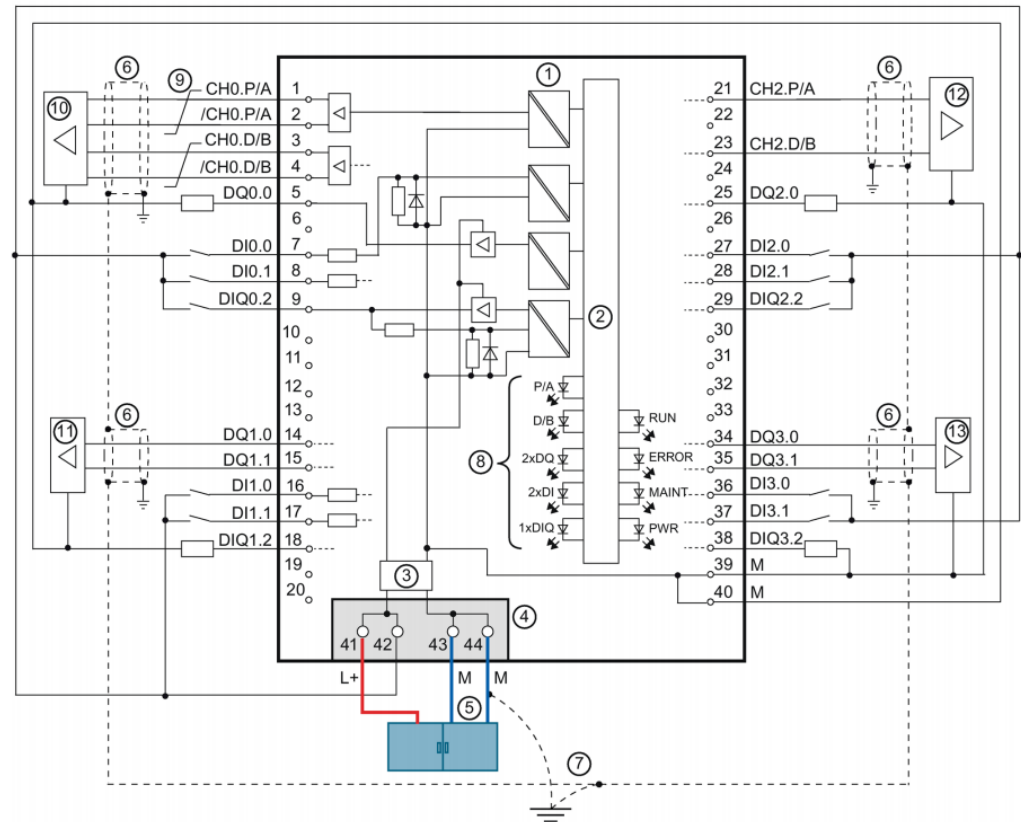 ⑥ ⑨ CH0.P/A 1 ① 21 CH2.P/A ⑥
⑩ /CH0.P/A 2 22 ⑫
CH0.D/B 3 23 CH2.D/B
/CH0.D/B 4 24
DQ0.0 5 25 DQ2.0
6 26
DI0.0 7 27 DI2.0
DI0.1 8 28 DI2.1
DIQ0.2 9 29 DIQ2.2
10 ② 30
11 31
12 P/A 32
13 D/B RUN 33
⑪ ⑥ DQ1.0 14 34 DQ3.0 ⑥ ⑬
DQ1.1 15 ⑧ 2xDQ ERROR 35 DQ3.1
DI1.0 16 2xDI MAINT 36 DI3.0
DI1.1 17 1xDIQ PWR 37 DI3.1
DIQ1.2 18 38 DIQ3.2
19 39 M
20 ③ 40 M
④
41 42 43 44
L+ M M
⑤
⑦